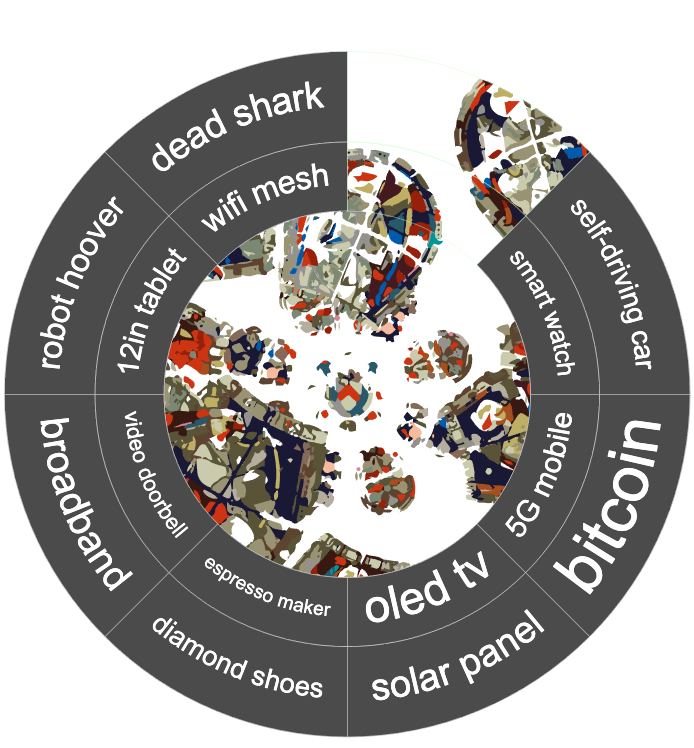 dead shark
wifi mesh
self-driving car
smart watch
robot hoover
12in tablet
broadband
video doorbell
5G mobile
bitcoin
espresso maker
diamond shoes
oled tv
solar panel